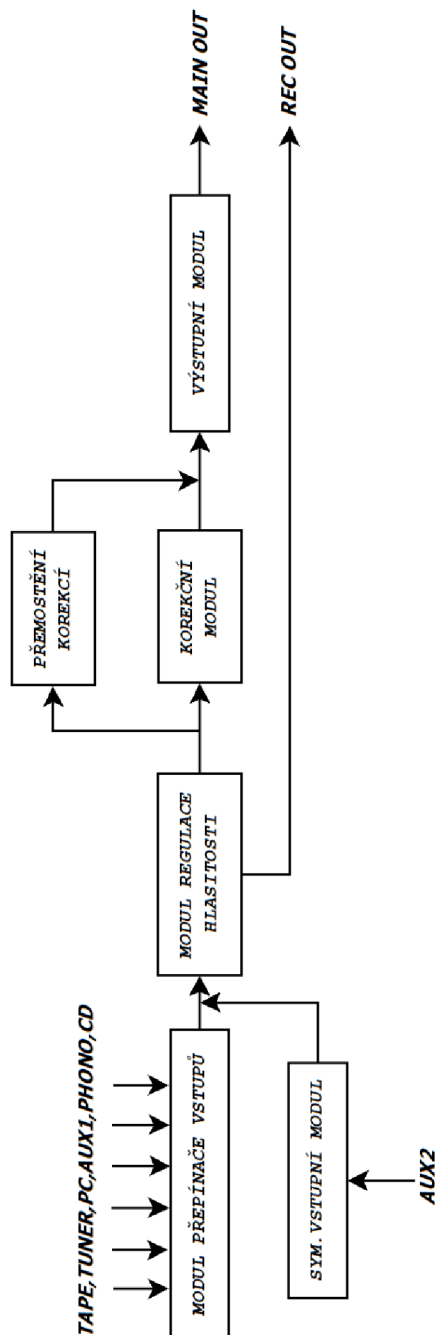 TAPE,TUNER,PC,AUX1,PHONO,CD
MODUL PŘEPÍNAČE VSTUPŮ
SYM.VSTUPNÍ MODUL
AUX2
MODUL REGULACE
HLASITOSTI
PŘEMOSTĚNÍ
KOREKCÍ
KOREKČNÍ
MODUL
VÝSTUPNÍ MODUL
MAIN OUT
REC OUT